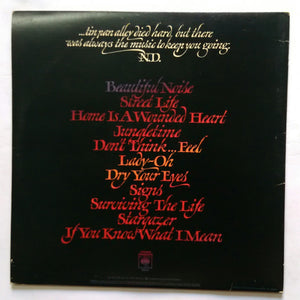 ...tin pan alley died hard, but there
was always the music to keep you going.
N.D.
Beautiful Noise
Street Life
Home Is A Wounded Heart
Jungletime
Don't Think...Feel
Lady-Oh
Dry Your Eyes
Signs
Surviving The Life
Stargazer
If You Know What I Mean